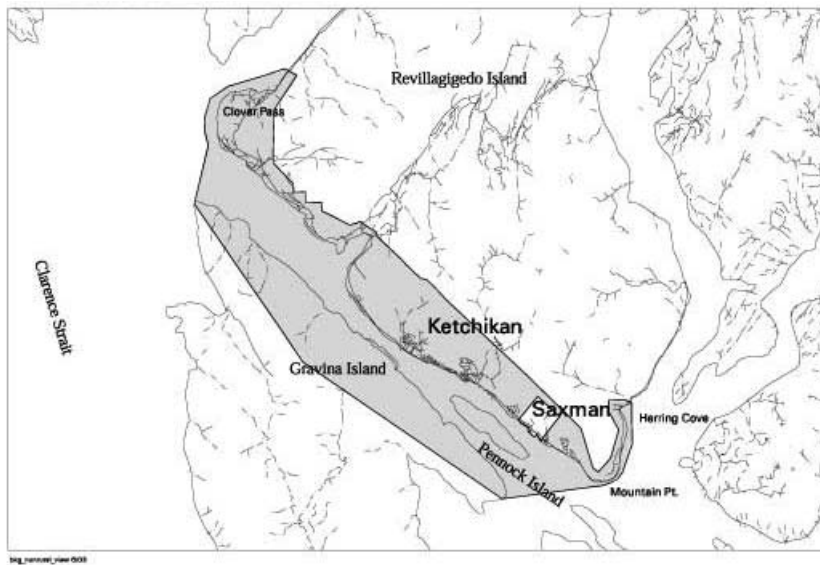 Revillagigedo Island
Clover Pass
Clarence Strait
Ketchikan
Gravina Island
Saxman
Herring Cove
Pennock Island
Mountain Pt.